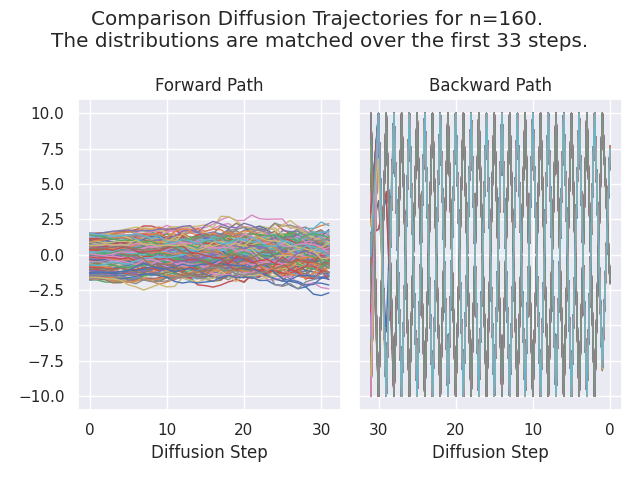 Comparison Diffusion Trajectories for n=160.
The distributions are matched over the first 33 steps.
Forward Path
Backward Path
10.0
7.5
5.0
2.5
0.0
−2.5
−5.0
−7.5
−10.0
0 10 20 30
30 20 10 0
Diffusion Step
Diffusion Step